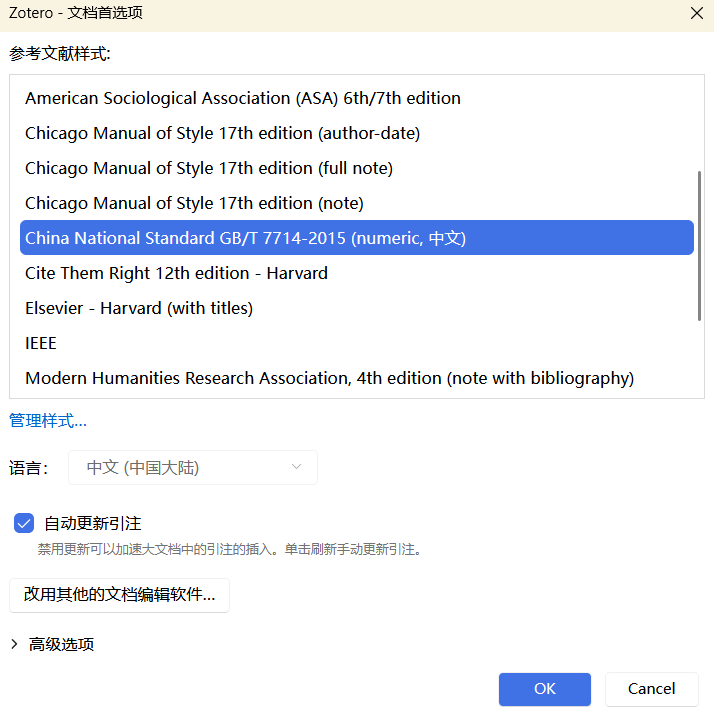 Zotero - 文档首选项
参考文献样式:
American Sociological Association (ASA) 6th/7th edition
Chicago Manual of Style 17th edition (author-date)
Chicago Manual of Style 17th edition (full note)
Chicago Manual of Style 17th edition (note)
China National Standard GB/T 7714-2015 (numeric, 中文)
Cite Them Right 12th edition - Harvard
Elsevier - Harvard (with titles)
IEEE
Modern Humanities Research Association, 4th edition (note with bibliography)
管理样式...
语言: 中文 (中国大陆)
自动更新引注
禁用更新可以加速大文档中的引注的插入。单击刷新手动更新引注。
改用其他的文档编辑软件...
高级选项
OK Cancel